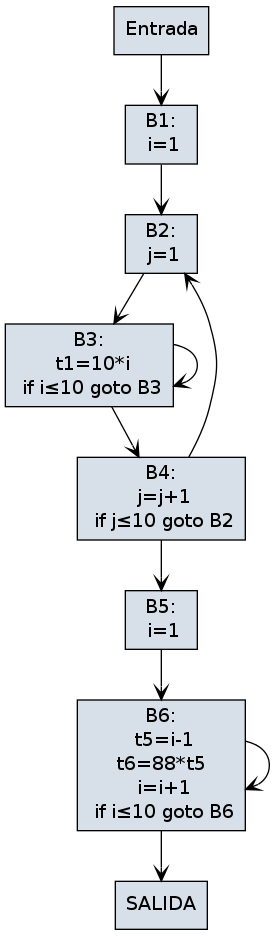 Entrada
B1:
i=1
B2:
j=1
B3:
t1=10*i
if i≤10 goto B3
B4:
j=j+1
if j≤10 goto B2
B5:
i=1
B6:
t5=i-1
t6=88*t5
i=i+1
if i≤10 goto B6
SALIDA